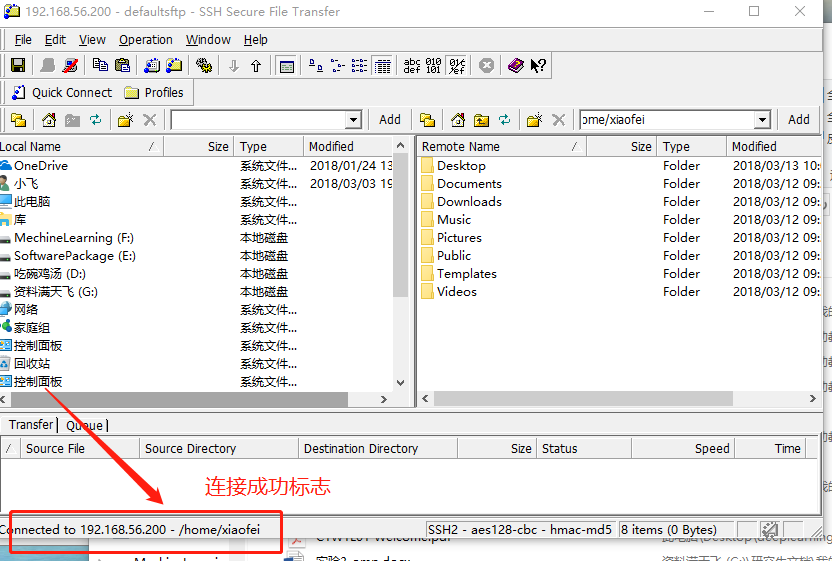 192.168.56.200 - defaultsftp - SSH Secure File Transfer
File Edit View Operation Window Help
abc def 010 101
Quick Connect Profiles
Add ome/xiaofei Add
Local Name / Size Type Modified
Remote Name / Size Type Modified
OneDrive 系统文件... 2018/01/24 13
小飞 系统文件... 2018/03/03 19
此电脑 系统文件...
库 系统文件...
MechineLearning (F:) 本地磁盘
SoftwarePackage (E:) 本地磁盘
吃碗鸡汤 (D:) 本地磁盘
资料满天飞 (G:) 本地磁盘
网络 系统文件...
家庭组 系统文件...
控制面板 系统文件...
回收站 系统文件...
控制面板 系统文件...
Desktop Folder 2018/03/13 10:
Documents Folder 2018/03/12 09:
Downloads Folder 2018/03/12 09:
Music Folder 2018/03/12 09:
Pictures Folder 2018/03/12 09:
Public Folder 2018/03/12 09:
Templates Folder 2018/03/12 09:
Videos Folder 2018/03/12 09:
Transfer Queue
/ Source File Source Directory Destination Directory Size Status Speed Time
连接成功标志
Connected to 192.168.56.200 - /home/xiaofei SSH2 - aes128-cbc - hmac-md5 8 items (0 Bytes)